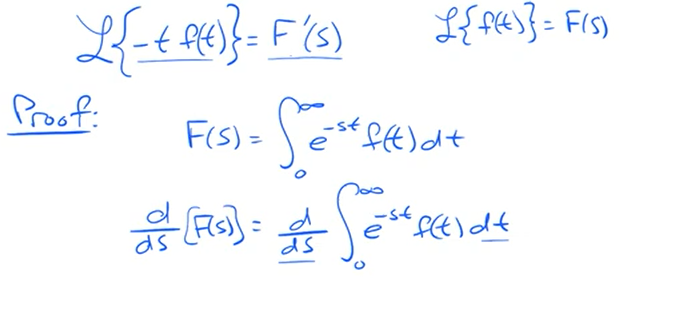 ℒ{-t f(t)} = F'(s)    ℒ{f(t)} = F(s)
Proof:
F(s) = ∫₀^∞ e^{-st} f(t) dt
d/ds [F(s)] = d/ds ∫₀^∞ e^{-st} f(t) dt